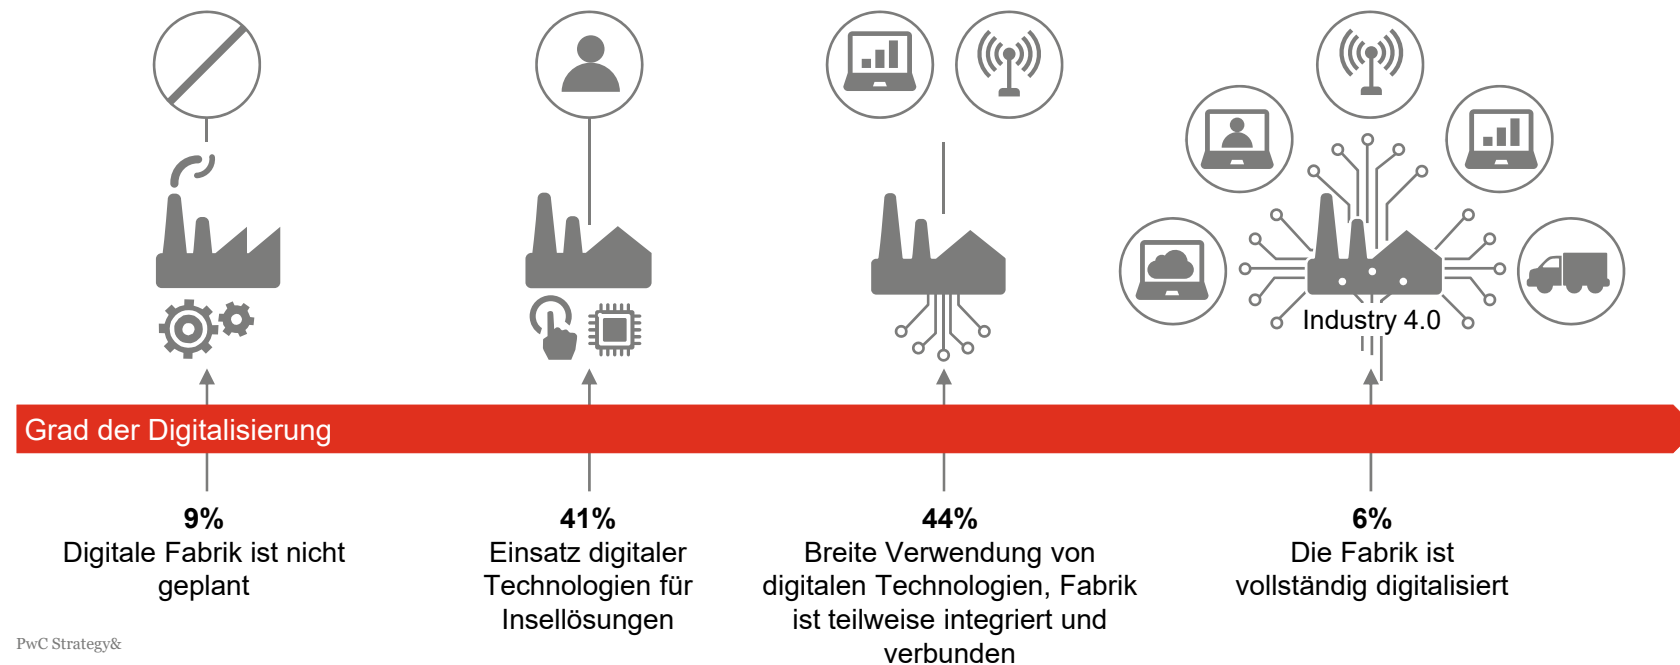 Industry 4.0
Grad der Digitalisierung
9%
Digitale Fabrik ist nicht
geplant
41%
Einsatz digitaler
Technologien für
Insellösungen
44%
Breite Verwendung von
digitalen Technologien, Fabrik
ist teilweise integriert und
verbunden
6%
Die Fabrik ist
vollständig digitalisiert
PwC Strategy&